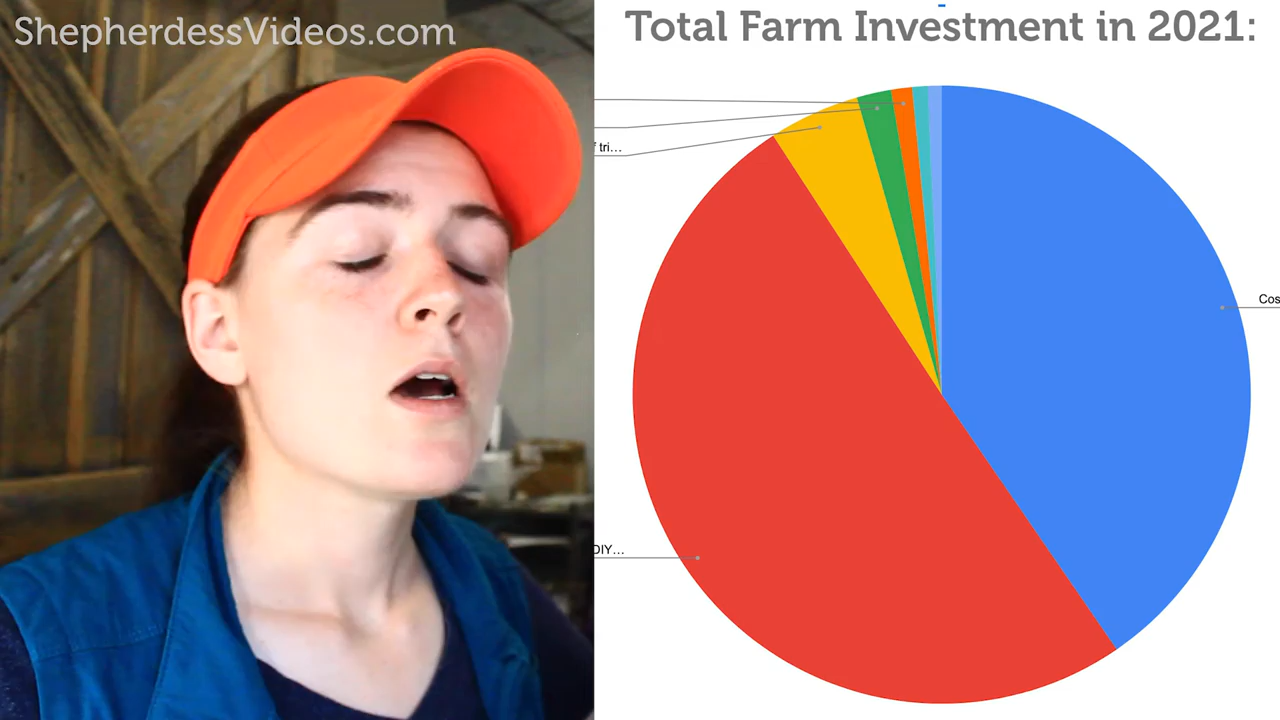 ShepherdessVideos.com
Total Farm Investment in 2021:
tri...
Cos
DIY...